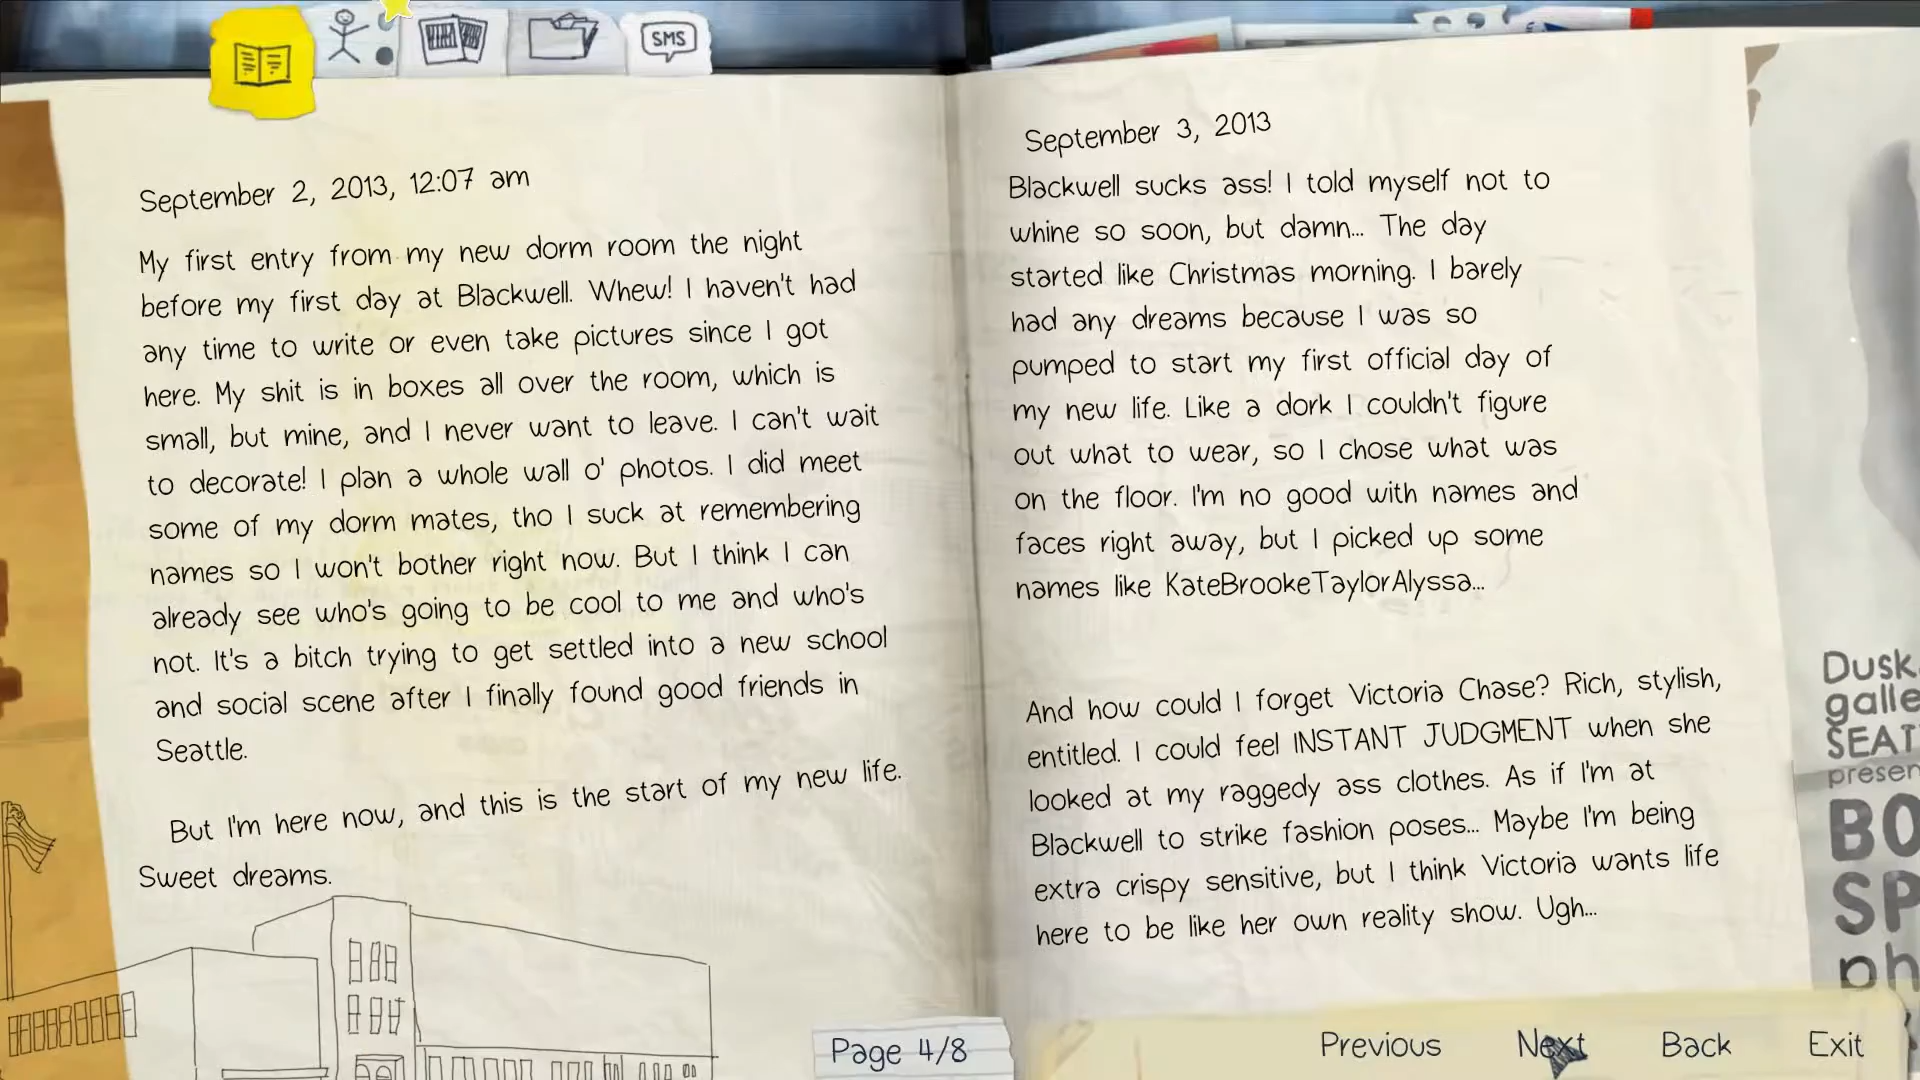 SMS
September 2, 2013, 12:07 am
My first entry from my new dorm room the night
before my first day at Blackwell. Whew! I haven't had
any time to write or even take pictures since I got
here. My shit is in boxes all over the room, which is
small, but mine, and I never want to leave. I can't wait
to decorate! I plan a whole wall o' photos. I did meet
some of my dorm mates, tho I suck at remembering
names so I won't bother right now. But I think I can
already see who's going to be cool to me and who's
not. It's a bitch trying to get settled into a new school
and social scene after I finally found good friends in
Seattle.
But I'm here now, and this is the start of my new life.
Sweet dreams.
September 3, 2013
Blackwell sucks ass! I told myself not to
whine so soon, but damn... The day
started like Christmas morning. I barely
had any dreams because I was so
pumped to start my first official day of
my new life. Like a dork I couldn't figure
out what to wear, so I chose what was
on the floor. I'm no good with names and
faces right away, but I picked up some
names like KateBrookeTaylorAlyssa...
And how could I forget Victoria Chase? Rich, stylish,
entitled. I could feel INSTANT JUDGMENT when she
looked at my raggedy ass clothes. As if I'm at
Blackwell to strike fashion poses... Maybe I'm being
extra crispy sensitive, but I think Victoria wants life
here to be like her own reality show. Ugh...
Dusk
galle
SEAT
presen
BO
SP
ph
Page 4/8
Previous Next Back Exit